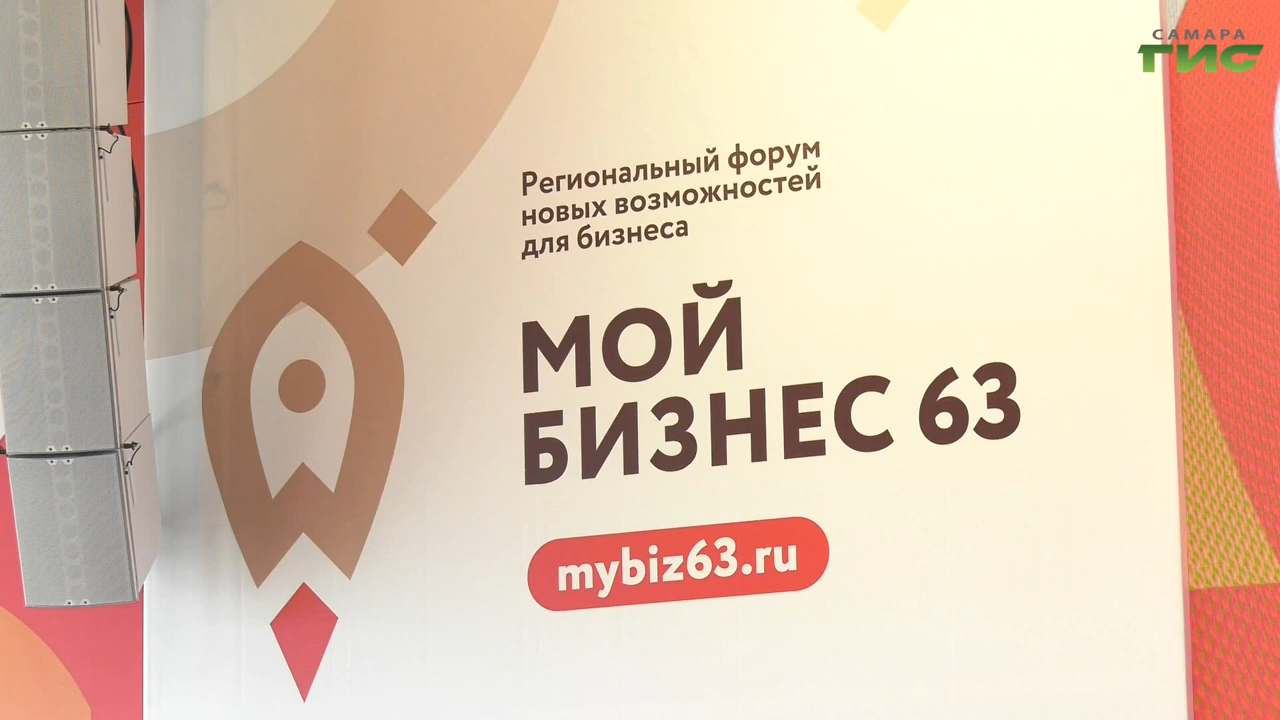 САМАРА
ГИС
Региональный форум
новых возможностей
для бизнеса
МОЙ
БИЗНЕС 63
mybiz63.ru